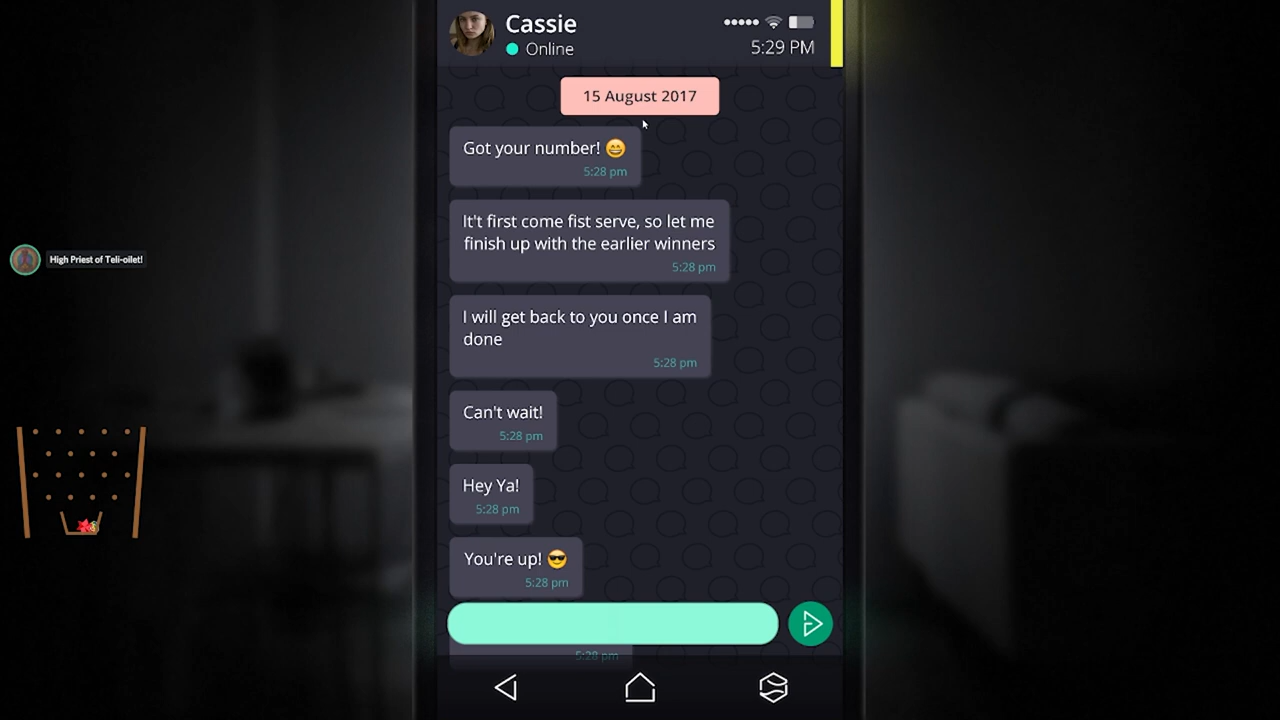 Cassie
Online
5:29 PM
15 August 2017
Got your number! 😄
5:28 pm
It't first come fist serve, so let me
finish up with the earlier winners
5:28 pm
I will get back to you once I am
done
5:28 pm
Can't wait!
5:28 pm
Hey Ya!
5:28 pm
You're up! 😎
5:28 pm
5:28 pm
High Priest of Teli-oilet!